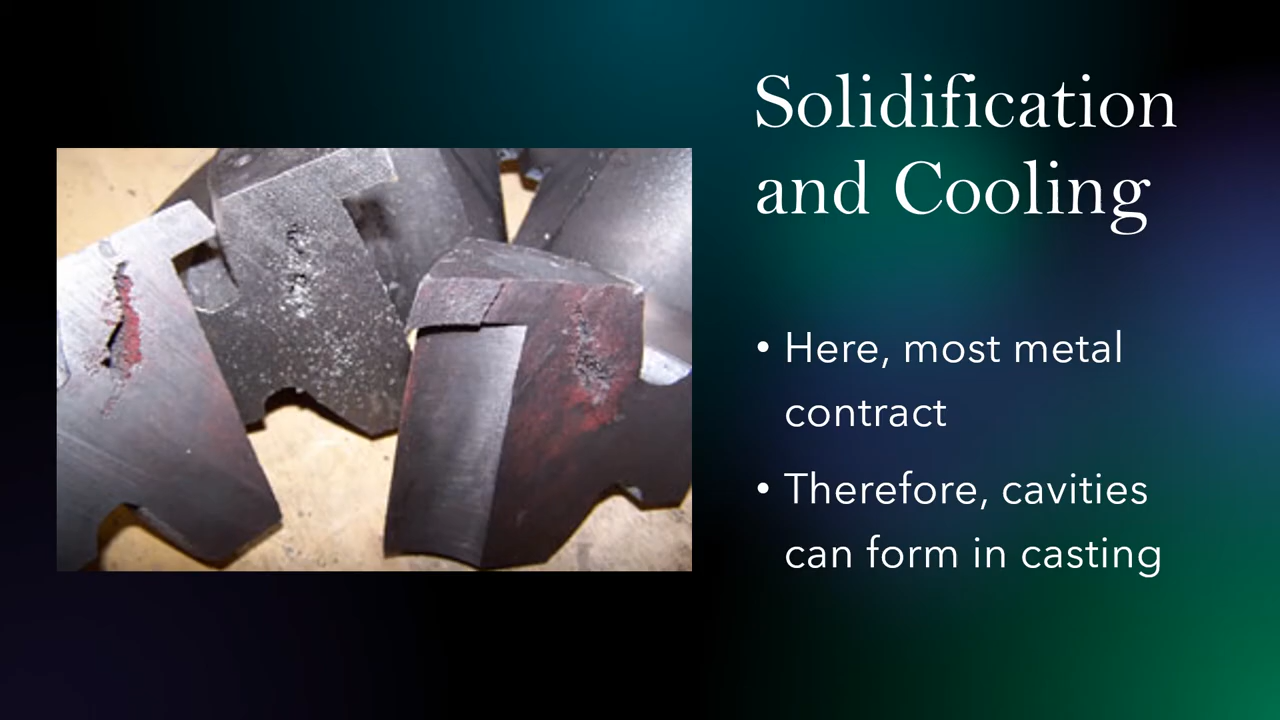 Solidification
and Cooling
• Here, most metal
contract
• Therefore, cavities
can form in casting